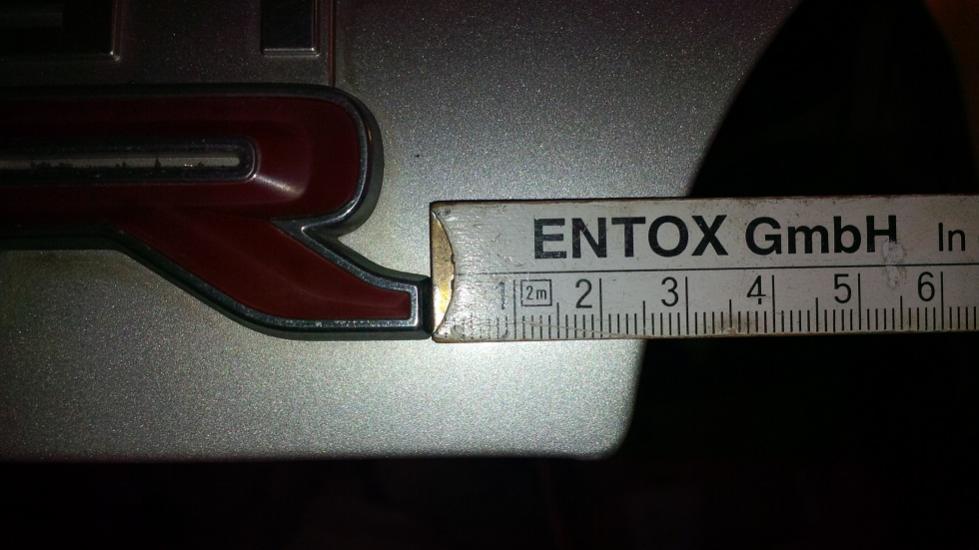 ENTOX GmbH In
1 2m 2 3 4 5 6
R